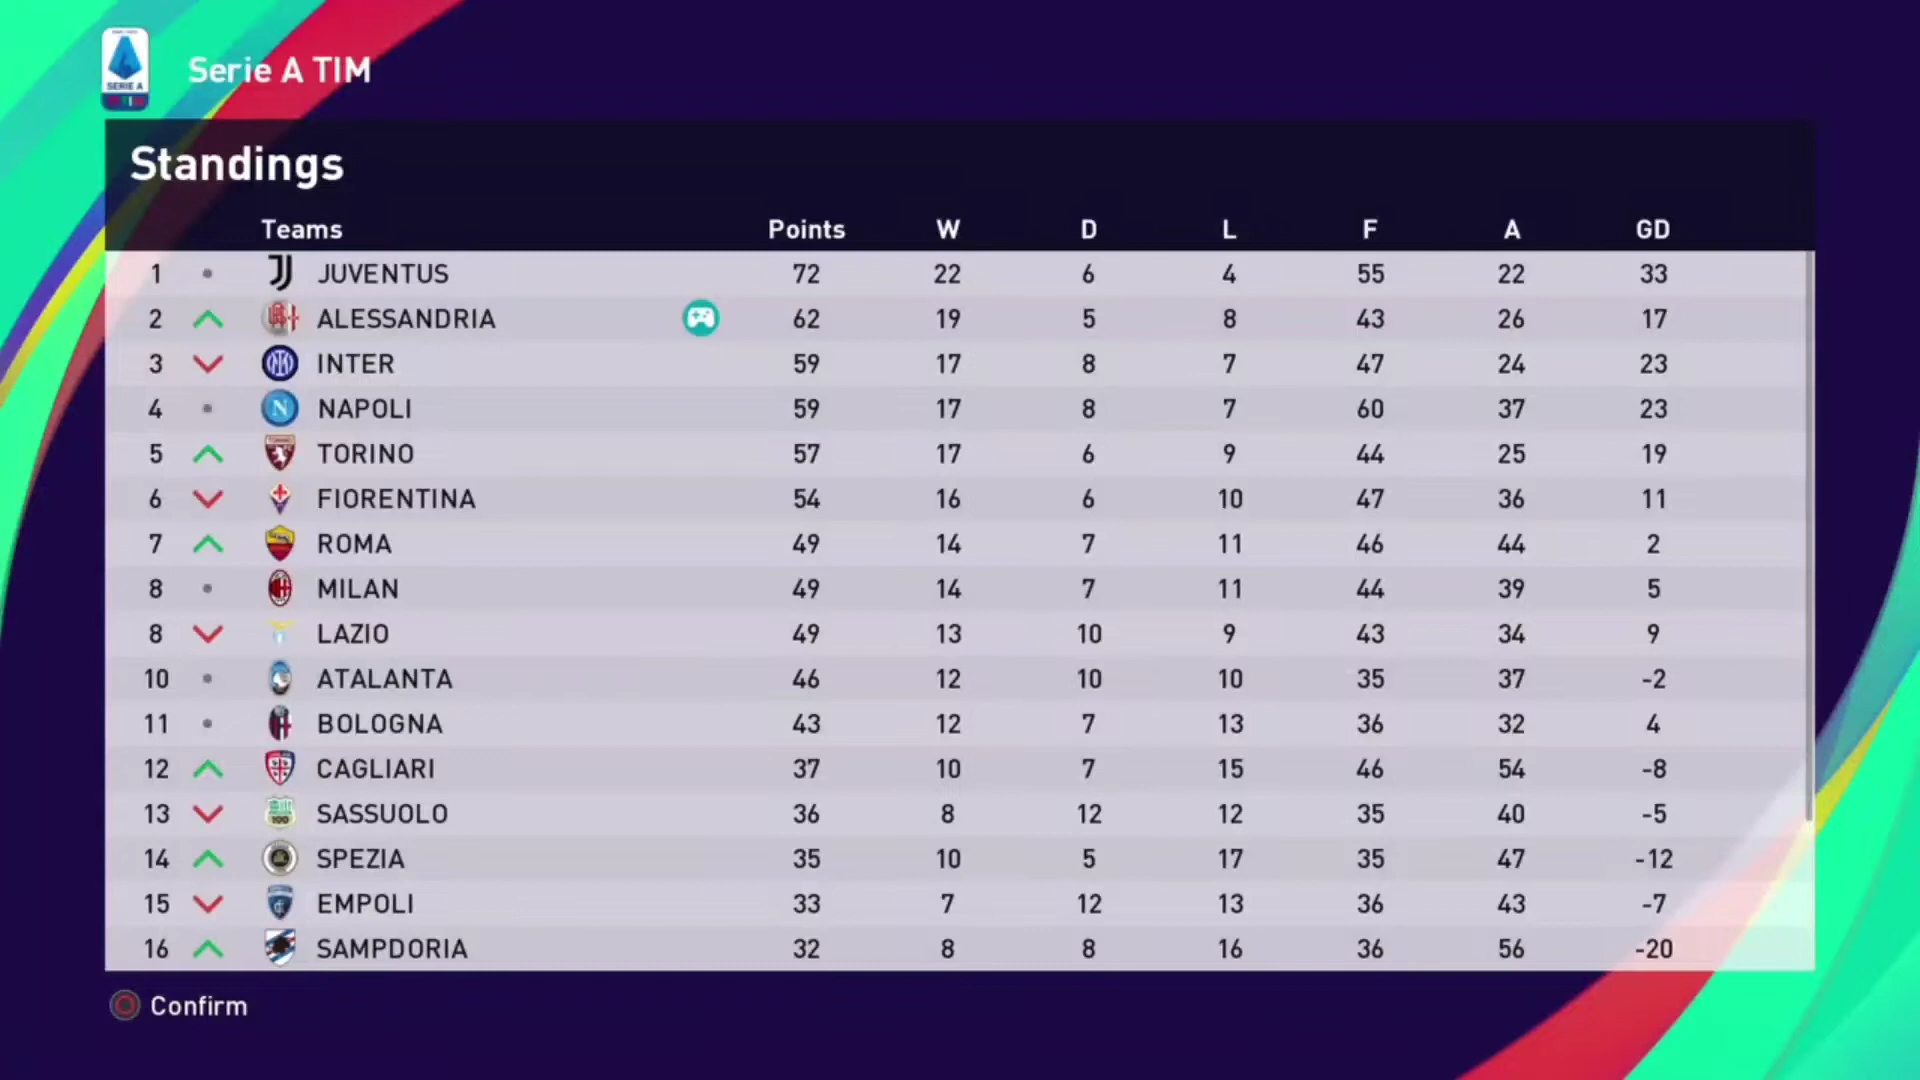 SERIE A
Serie A TIM
Standings
Teams Points W D L F A GD
1 JUVENTUS 72 22 6 4 55 22 33
2 ALESSANDRIA 62 19 5 8 43 26 17
3 INTER 59 17 8 7 47 24 23
4 N NAPOLI 59 17 8 7 60 37 23
5 TORINO 57 17 6 9 44 25 19
6 FIORENTINA 54 16 6 10 47 36 11
7 ROMA 49 14 7 11 46 44 2
8 MILAN 49 14 7 11 44 39 5
8 LAZIO 49 13 10 9 43 34 9
10 ATALANTA 46 12 10 10 35 37 -2
11 BOLOGNA 43 12 7 13 36 32 4
12 CAGLIARI 37 10 7 15 46 54 -8
13 SASSUOLO 36 8 12 12 35 40 -5
14 SPEZIA 35 10 5 17 35 47 -12
15 EMPOLI 33 7 12 13 36 43 -7
16 SAMPDORIA 32 8 8 16 36 56 -20
Confirm